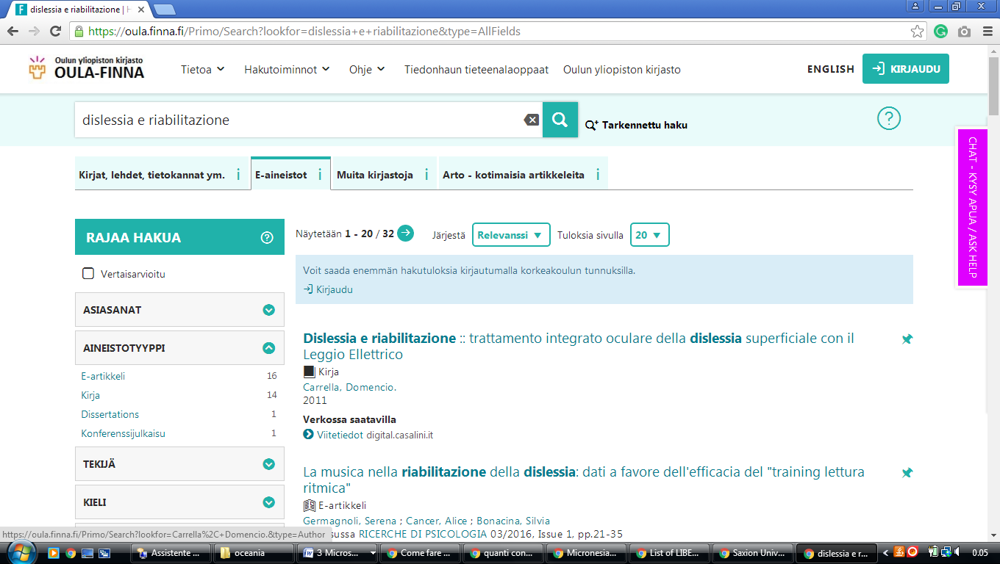 dislessia e riabilitazione | H
https://oula.finna.fi/Primo/Search?lookfor=dislessia+e+riabilitazione&type=AllFields
Oulun yliopiston kirjasto
OULA-FINNA
Tietoa
Hakutoiminnot
Ohje
Tiedonhaun tieteenalaoppaat
Oulun yliopiston kirjasto
ENGLISH
KIRJAUDU
dislessia e riabilitazione
Tarkennettu haku
?
CHAT - KYSY APUA / ASK HELP
Kirjat, lehdet, tietokannat ym. i
E-aineistot i
Muita kirjastoja i
Arto - kotimaisia artikkeleita i
RAJAA HAKUA ?
Vertaisarvioitu
ASIASANAT
AINEISTOTYYPPI
E-artikkeli 16
Kirja 14
Dissertations 1
Konferenssijulkaisu 1
TEKIJÄ
KIELI
Näytetään 1 - 20 / 32
Järjestä
Relevanssi
Tuloksia sivulla
20
Voit saada enemmän hakutuloksia kirjautumalla korkeakoulun tunnuksilla.
Kirjaudu
Dislessia e riabilitazione :: trattamento integrato oculare della dislessia superficiale con il
Leggio Ellettrico
Kirja
Carrella, Domencio.
2011
Verkossa saatavilla
Viitetiedot digital.casalini.it
La musica nella riabilitazione della dislessia: dati a favore dell'efficacia del "training lettura
ritmica"
E-artikkeli
Germagnoli, Serena ; Cancer, Alice ; Bonacina, Silvia
RICERCHE DI PSICOLOGIA 03/2016, Issue 1, pp.21-35
https://oula.finna.fi/Primo/Search?lookfor=Carrella%2C+Domencio.&type=Author
Assistente ...
oceania
3 Micros...
Come fare ...
quanti con...
Micronesia...
List of LIBE...
Saxion Univ...
dislessia e r...
0.05